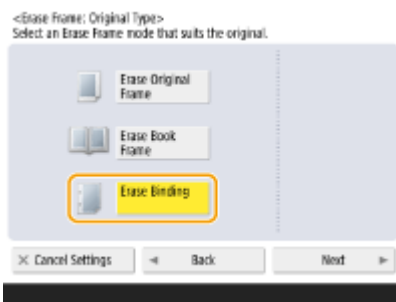 <Erase Frame: Original Type>
Select an Erase Frame mode that suits the original.
Erase Original
Frame
Erase Book
Frame
Erase Binding
× Cancel Settings ◄ Back Next ►